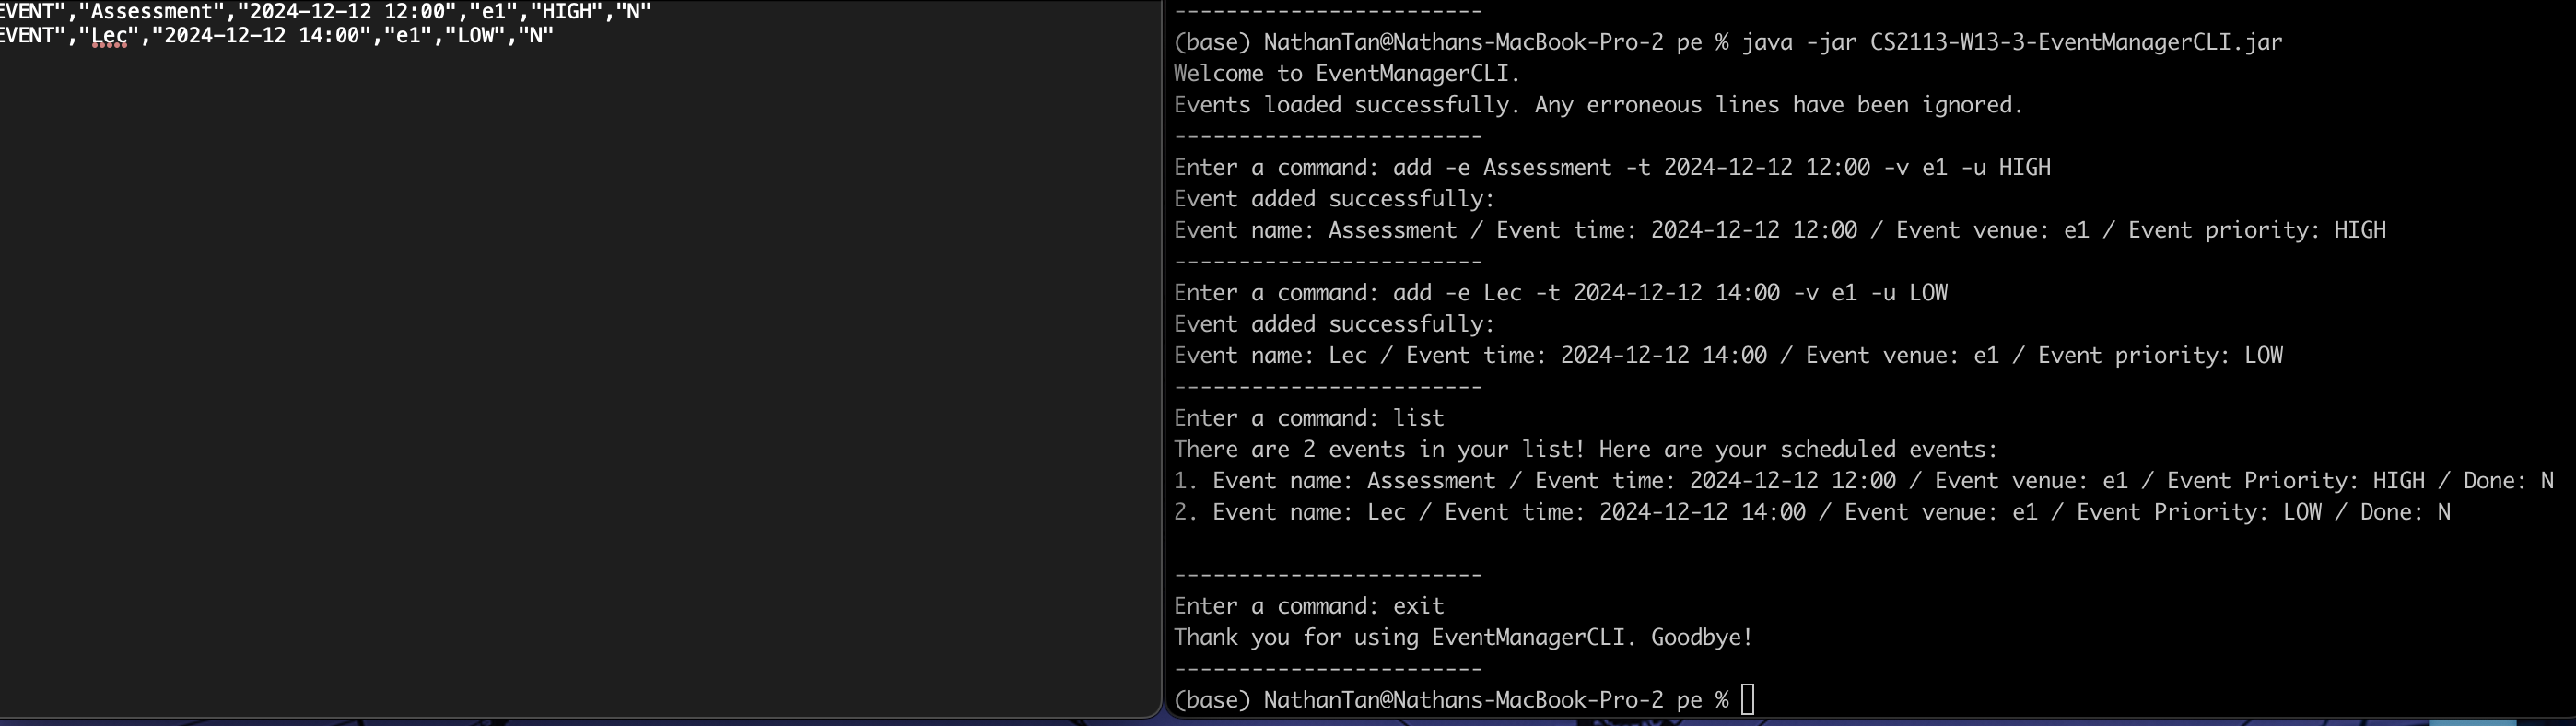 EVENT","Assessment","2024-12-12 12:00","e1","HIGH","N"
EVENT","Lec","2024-12-12 14:00","e1","LOW","N"
------------------------
(base) NathanTan@Nathans-MacBook-Pro-2 pe % java -jar CS2113-W13-3-EventManagerCLI.jar
Welcome to EventManagerCLI.
Events loaded successfully. Any erroneous lines have been ignored.
------------------------
Enter a command: add -e Assessment -t 2024-12-12 12:00 -v e1 -u HIGH
Event added successfully:
Event name: Assessment / Event time: 2024-12-12 12:00 / Event venue: e1 / Event priority: HIGH
------------------------
Enter a command: add -e Lec -t 2024-12-12 14:00 -v e1 -u LOW
Event added successfully:
Event name: Lec / Event time: 2024-12-12 14:00 / Event venue: e1 / Event priority: LOW
------------------------
Enter a command: list
There are 2 events in your list! Here are your scheduled events:
1. Event name: Assessment / Event time: 2024-12-12 12:00 / Event venue: e1 / Event Priority: HIGH / Done: N
2. Event name: Lec / Event time: 2024-12-12 14:00 / Event venue: e1 / Event Priority: LOW / Done: N
------------------------
Enter a command: exit
Thank you for using EventManagerCLI. Goodbye!
------------------------
(base) NathanTan@Nathans-MacBook-Pro-2 pe %